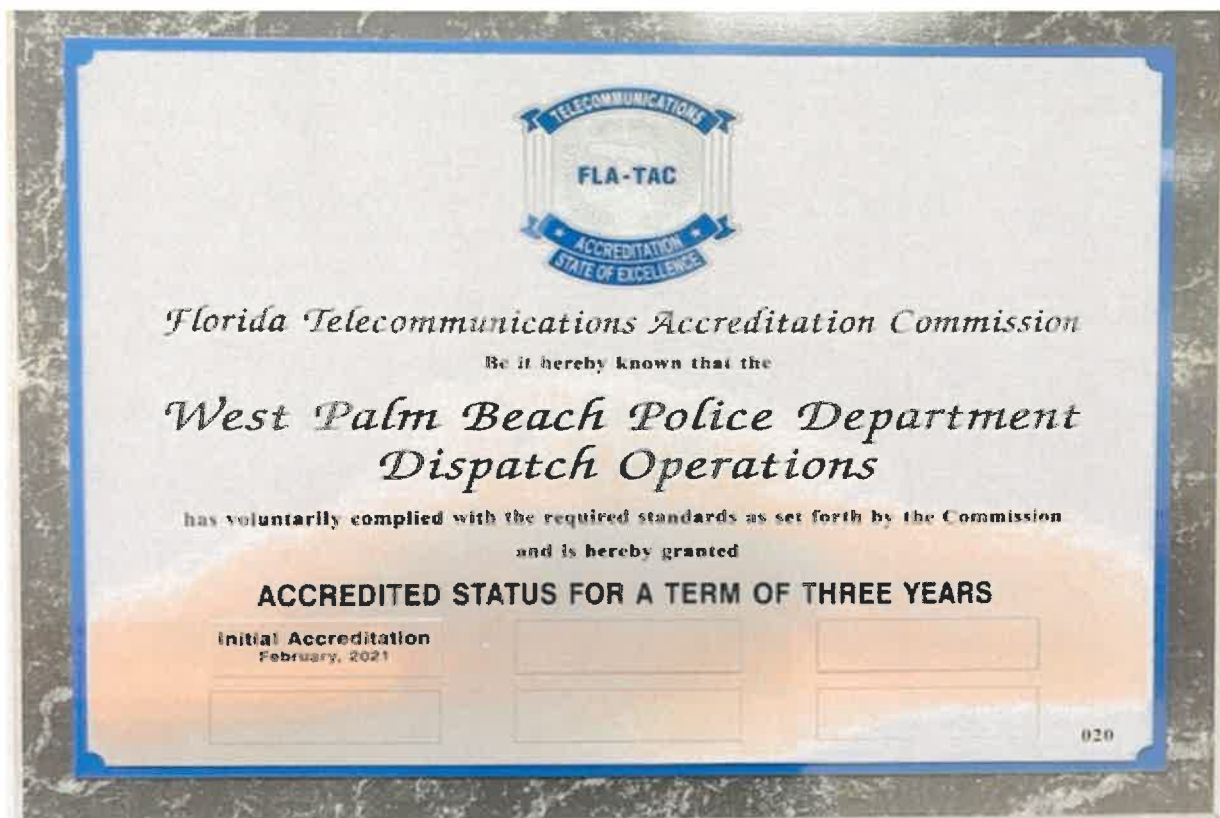 TELECOMMUNICATIONS
FLA-TAC
ACCREDITATION
STATE OF EXCELLENCE
Florida Telecommunications Accreditation Commission
Be it hereby known that the
West Palm Beach Police Department
Dispatch Operations
has voluntarily complied with the required standards as set forth by the Commission
and is hereby granted
ACCREDITED STATUS FOR A TERM OF THREE YEARS
Initial Accreditation
February, 2021
020